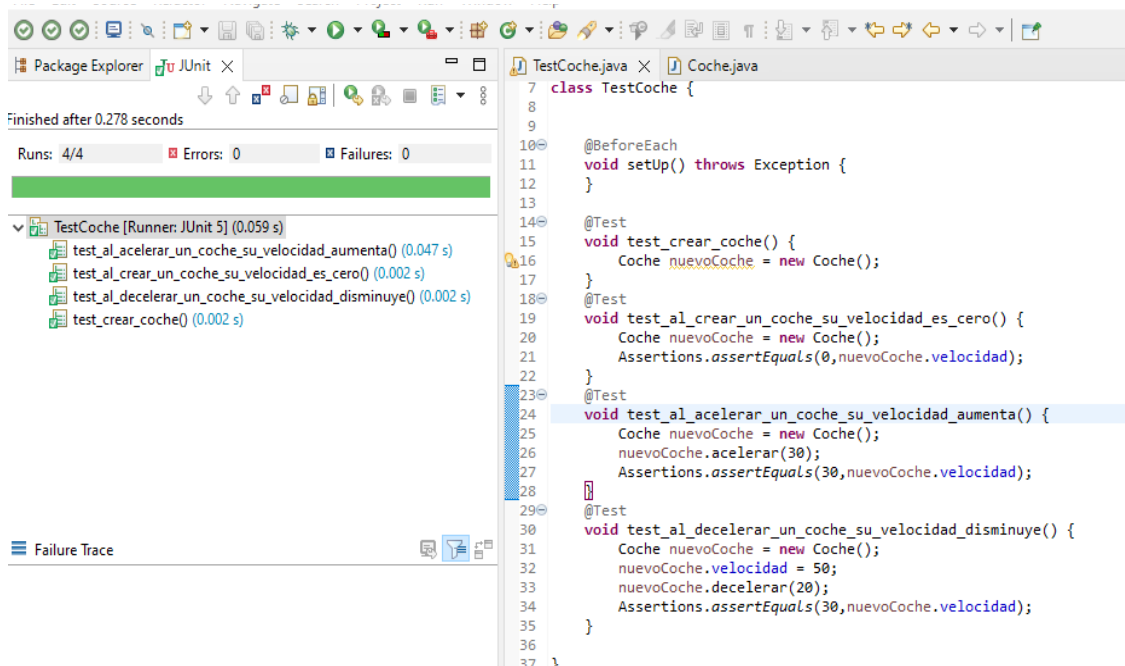 Package Explorer JUnit
Finished after 0.278 seconds
Runs: 4/4 Errors: 0 Failures: 0
TestCoche [Runner: JUnit 5] (0.059 s)
test_al_acelerar_un_coche_su_velocidad_aumenta() (0.047 s)
test_al_crear_un_coche_su_velocidad_es_cero() (0.002 s)
test_al_decelerar_un_coche_su_velocidad_disminuye() (0.002 s)
test_crear_coche() (0.002 s)
Failure Trace
TestCoche.java Coche.java
7 class TestCoche {
8
9
10 @BeforeEach
11 void setUp() throws Exception {
12 }
13
14 @Test
15 void test_crear_coche() {
16 Coche nuevoCoche = new Coche();
17 }
18 @Test
19 void test_al_crear_un_coche_su_velocidad_es_cero() {
20 Coche nuevoCoche = new Coche();
21 Assertions.assertEquals(0,nuevoCoche.velocidad);
22 }
23 @Test
24 void test_al_acelerar_un_coche_su_velocidad_aumenta() {
25 Coche nuevoCoche = new Coche();
26 nuevoCoche.acelerar(30);
27 Assertions.assertEquals(30,nuevoCoche.velocidad);
28 }
29 @Test
30 void test_al_decelerar_un_coche_su_velocidad_disminuye() {
31 Coche nuevoCoche = new Coche();
32 nuevoCoche.velocidad = 50;
33 nuevoCoche.decelerar(20);
34 Assertions.assertEquals(30,nuevoCoche.velocidad);
35 }
36
37 }